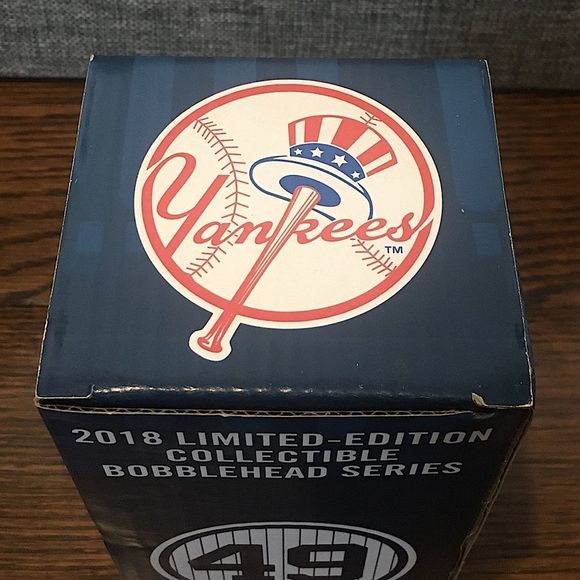 Yankees
TM
2018 LIMITED-EDITION
COLLECTIBLE
BOBBLEHEAD SERIES
49